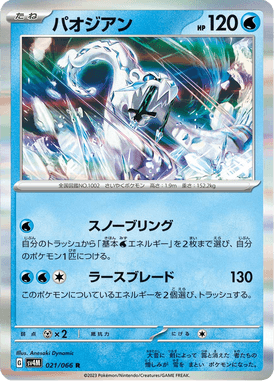 たね パオジアン HP 120
全国図鑑 NO.1002 さいやくポケモン 高さ:1.9m 重さ:152.2kg
スノーブリング
自分のトラッシュから「基本エネルギー」を2枚まで選び、自分の
ポケモン1匹につける。
ラースブレード 130
このポケモンについているエネルギーを2個選び、トラッシュする。
弱点 ×2 抵抗力 にげる
illus. Anesaki Dynamic
G SV4M 021/066 R
©2023 Pokémon/Nintendo/Creatures/GAME FREAK.